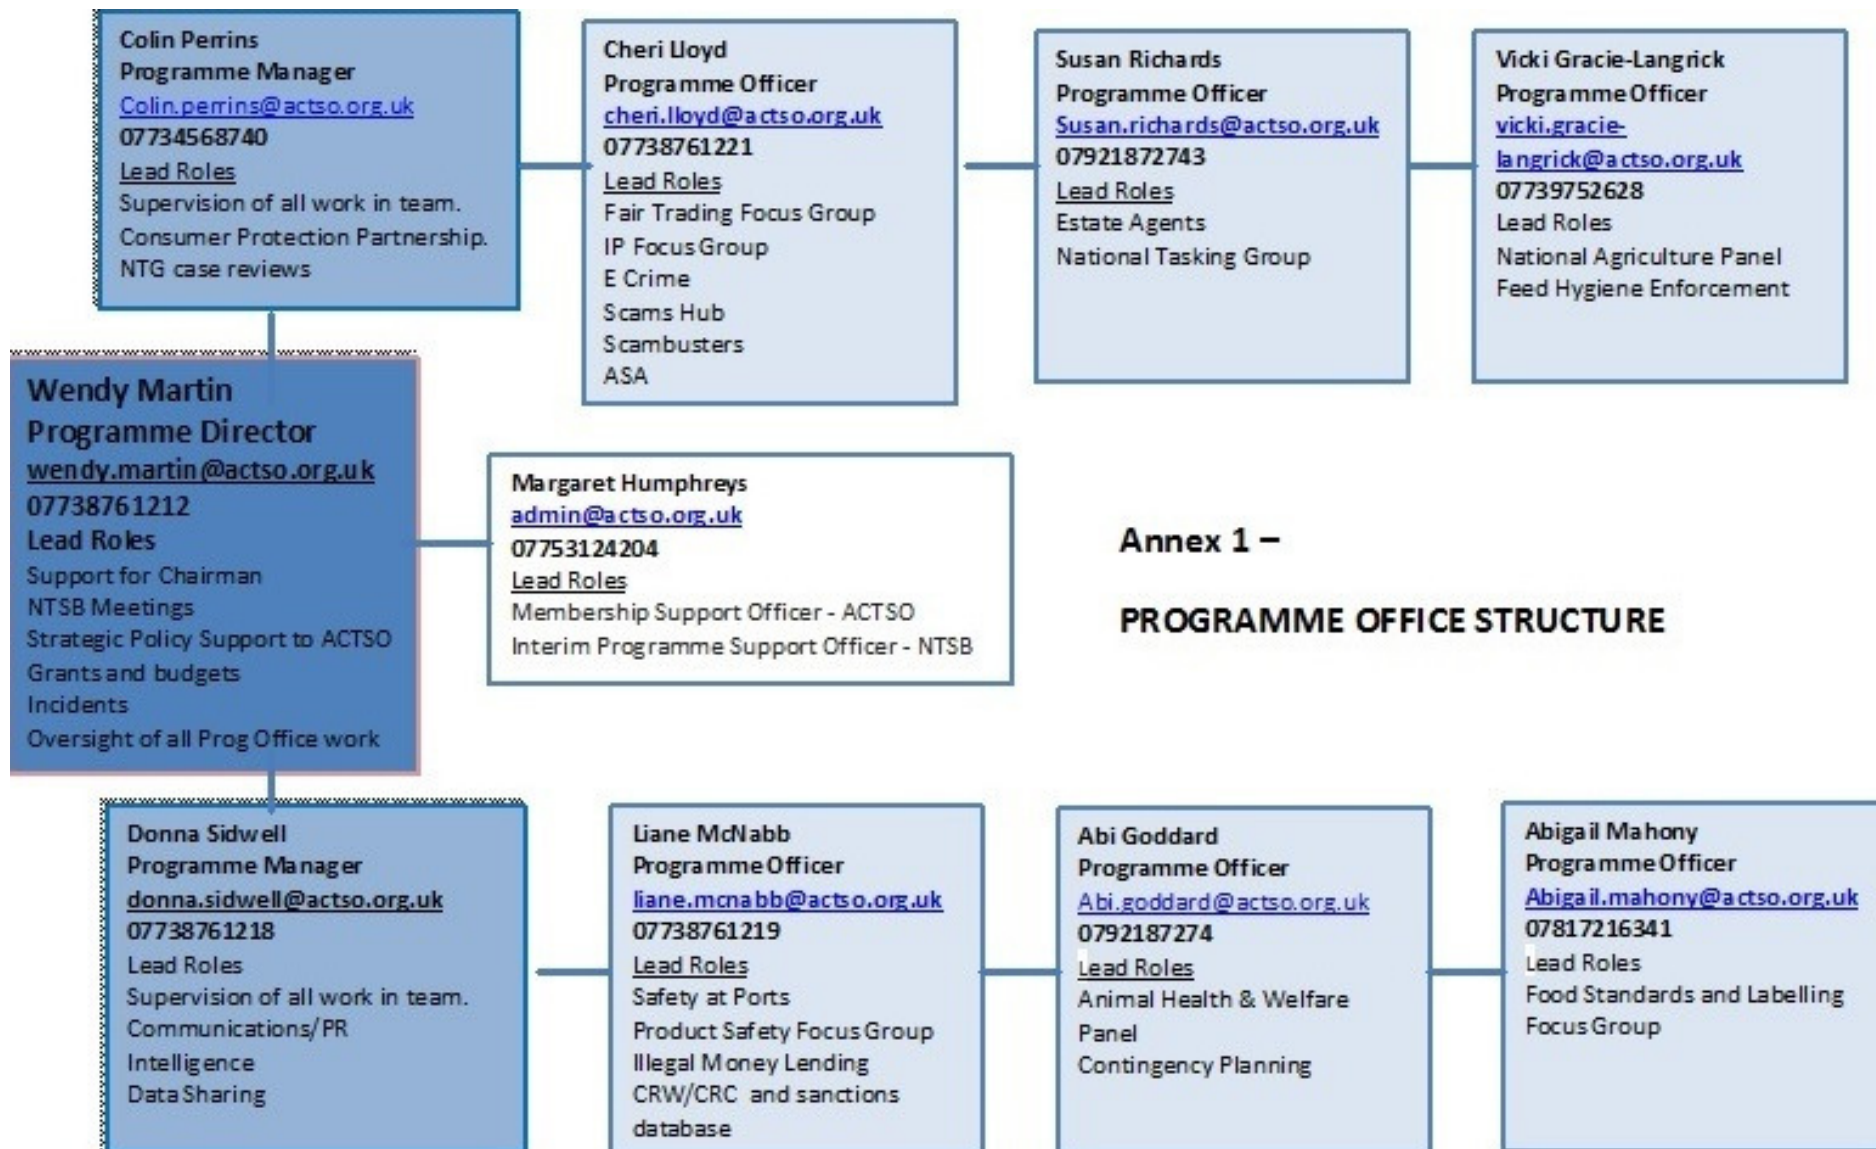 Colin Perrins
Programme Manager
Colin.perrins@actso.org.uk
07734568740
Lead Roles
Supervision of all work in team.
Consumer Protection Partnership.
NTG case reviews
Cheri Lloyd
Programme Officer
cheri.lloyd@actso.org.uk
07738761221
Lead Roles
Fair Trading Focus Group
IP Focus Group
E Crime
Scams Hub
Scambusters
ASA
Susan Richards
Programme Officer
Susan.richards@actso.org.uk
07921872743
Lead Roles
Estate Agents
National Tasking Group
Vicki Gracie-Langrick
Programme Officer
vicki.gracie-
langrick@actso.org.uk
07739752628
Lead Roles
National Agriculture Panel
Feed Hygiene Enforcement
Wendy Martin
Programme Director
wendy.martin@actso.org.uk
07738761212
Lead Roles
Support for Chairman
NTSB Meetings
Strategic Policy Support to ACTSO
Grants and budgets
Incidents
Oversight of all Prog Office work
Margaret Humphreys
admin@actso.org.uk
07753124204
Lead Roles
Membership Support Officer - ACTSO
Interim Programme Support Officer - NTSB
Annex 1 –
PROGRAMME OFFICE STRUCTURE
Donna Sidwell
Programme Manager
donna.sidwell@actso.org.uk
07738761218
Lead Roles
Supervision of all work in team.
Communications/PR
Intelligence
Data Sharing
Liane McNabb
Programme Officer
liane.mcnabb@actso.org.uk
07738761219
Lead Roles
Safety at Ports
Product Safety Focus Group
Illegal Money Lending
CRW/CRC and sanctions
database
Abi Goddard
Programme Officer
Abi.goddard@actso.org.uk
0792187274
Lead Roles
Animal Health & Welfare
Panel
Contingency Planning
Abigail Mahony
Programme Officer
Abigail.mahony@actso.org.uk
07817216341
Lead Roles
Food Standards and Labelling
Focus Group